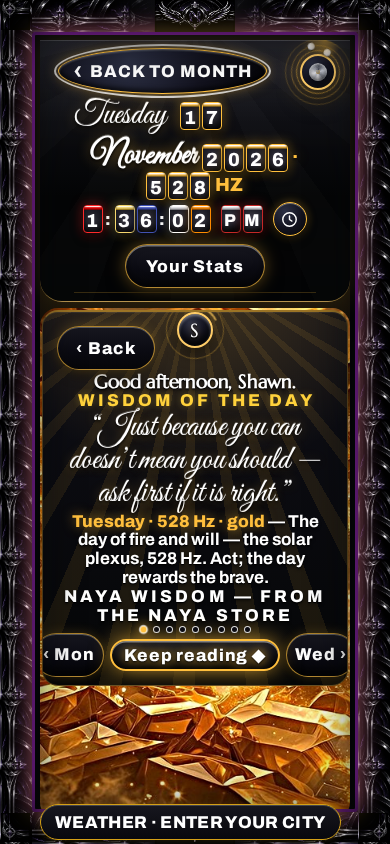 ‹ BACK TO MONTH
Tuesday 17
November 2026 ·
528 HZ
1:36:02 PM
Your Stats
S
‹ Back
Good afternoon, Shawn.
WISDOM OF THE DAY
“Just because you can
doesn’t mean you should —
ask first if it is right.”
Tuesday · 528 Hz · gold — The
day of fire and will — the solar
plexus, 528 Hz. Act; the day
rewards the brave.
NAYA WISDOM — FROM
THE NAYA STORE
‹ Mon
Keep reading ◆
Wed ›
WEATHER · ENTER YOUR CITY